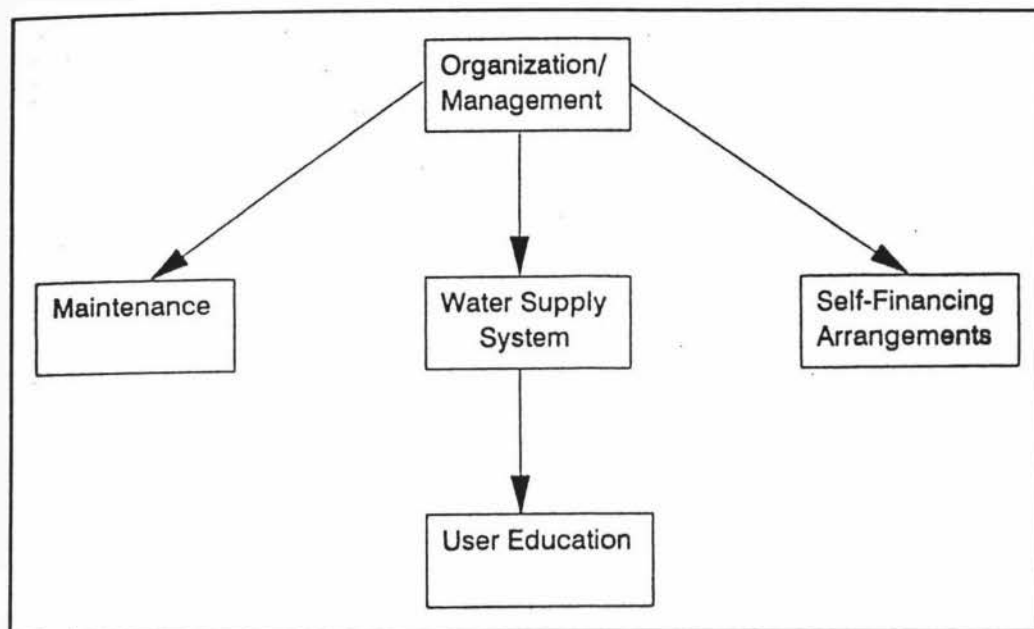 Organization/
Management
Maintenance
Water Supply
System
Self-Financing
Arrangements
User Education